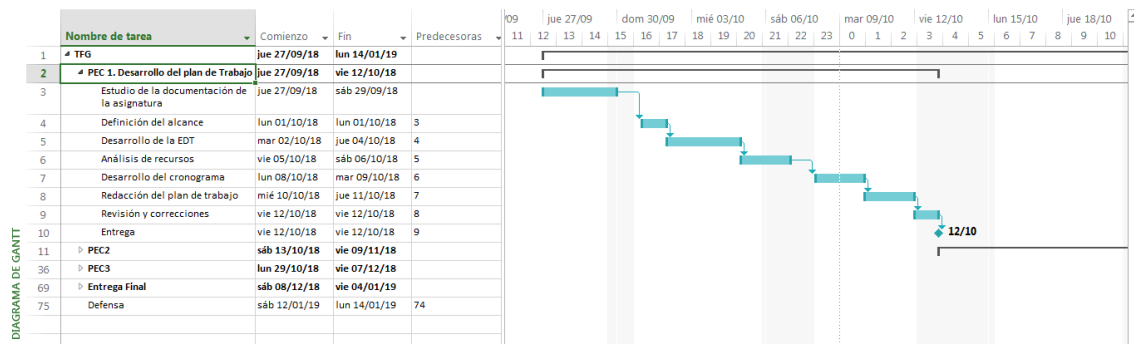 /09 jue 27/09 dom 30/09 mié 03/10 sáb 06/10 mar 09/10 vie 12/10 lun 15/10 jue 18/10
Nombre de tarea Comienzo Fin Predecesoras 11 12 13 14 15 16 17 18 19 20 21 22 23 0 1 2 3 4 5 6 7 8 9 10
1 TFG jue 27/09/18 lun 14/01/19
2 PEC 1. Desarrollo del plan de Trabajo jue 27/09/18 vie 12/10/18
3 Estudio de la documentación de jue 27/09/18 sáb 29/09/18
la asignatura
4 Definición del alcance lun 01/10/18 lun 01/10/18 3
5 Desarrollo de la EDT mar 02/10/18 jue 04/10/18 4
6 Análisis de recursos vie 05/10/18 sáb 06/10/18 5
7 Desarrollo del cronograma lun 08/10/18 mar 09/10/18 6
8 Redacción del plan de trabajo mié 10/10/18 jue 11/10/18 7
9 Revisión y correcciones vie 12/10/18 vie 12/10/18 8
10 Entrega vie 12/10/18 vie 12/10/18 9 12/10
11 PEC2 sáb 13/10/18 vie 09/11/18
36 PEC3 lun 29/10/18 vie 07/12/18
69 Entrega Final sáb 08/12/18 vie 04/01/19
75 Defensa sáb 12/01/19 lun 14/01/19 74
DIAGRAMA DE GANTT